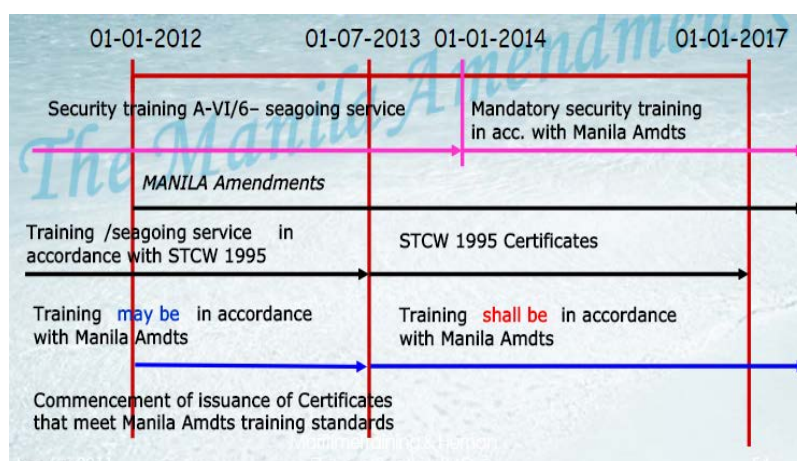 The Manila Amendments
01-01-2012 01-07-2013 01-01-2014 01-01-2017
Security training A-VI/6– seagoing service
Mandatory security training
in acc. with Manila Amdts
MANILA Amendments
Training /seagoing service in
accordance with STCW 1995
STCW 1995 Certificates
Training may be in accordance
with Manila Amdts
Training shall be in accordance
with Manila Amdts
Commencement of issuance of Certificates
that meet Manila Amdts training standards